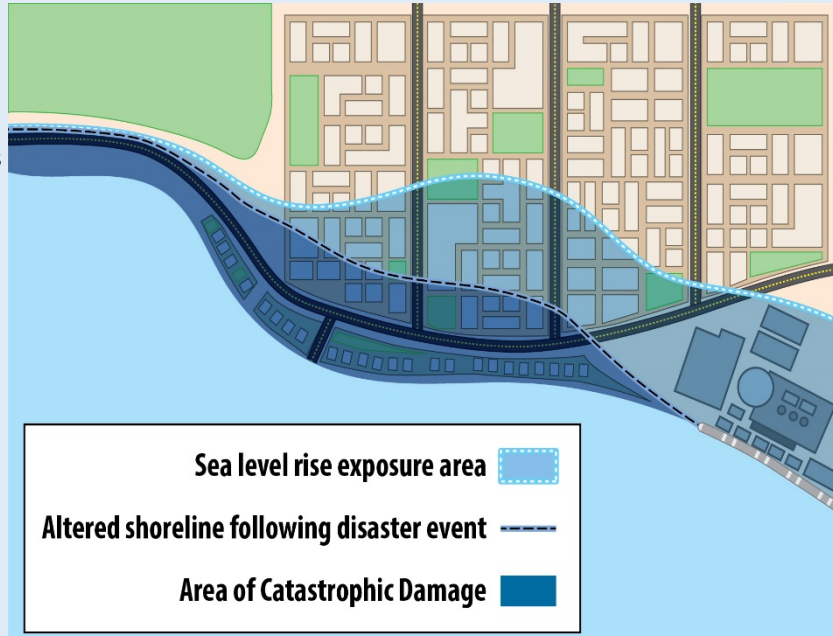 Sea level rise exposure area
Altered shoreline following disaster event
Area of Catastrophic Damage